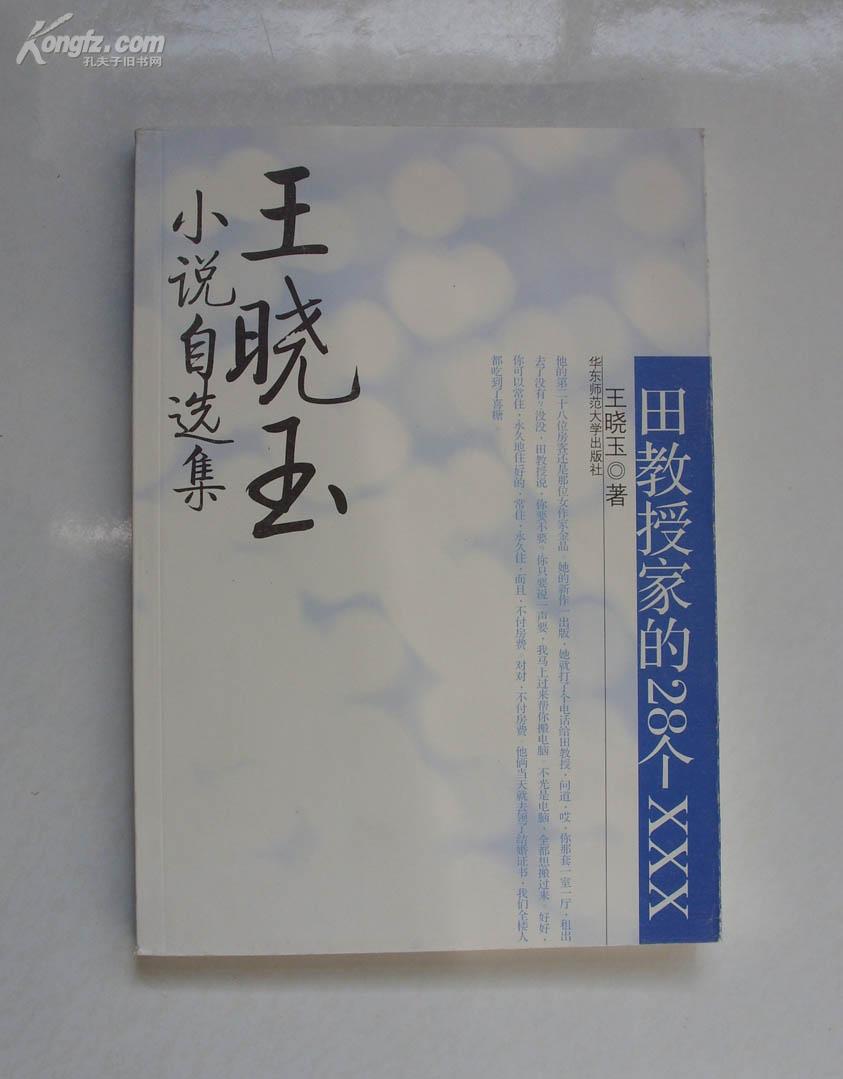 Kongfz.com
孔夫子旧书网
田教授家的28个XXX
王晓玉◎著
华东师范大学出版社
他的第二十八位房客还是那位女作家金品。她的新作一出版，她就打了个电话给田教授，问道，哎，你那套一室一厅，租出
去了没有？没没，田教授说，你要不要。你只要说一声要，我马上过来帮你搬电脑。不光是电脑，全都想搬过来。好好，
你可以常住，永久地住好的，常住，永久住，而且，不付房费。对对，不付房费。他俩当天就去领了结婚证书，我们全楼人
都吃到了喜糖。
王晓玉
小说自选集